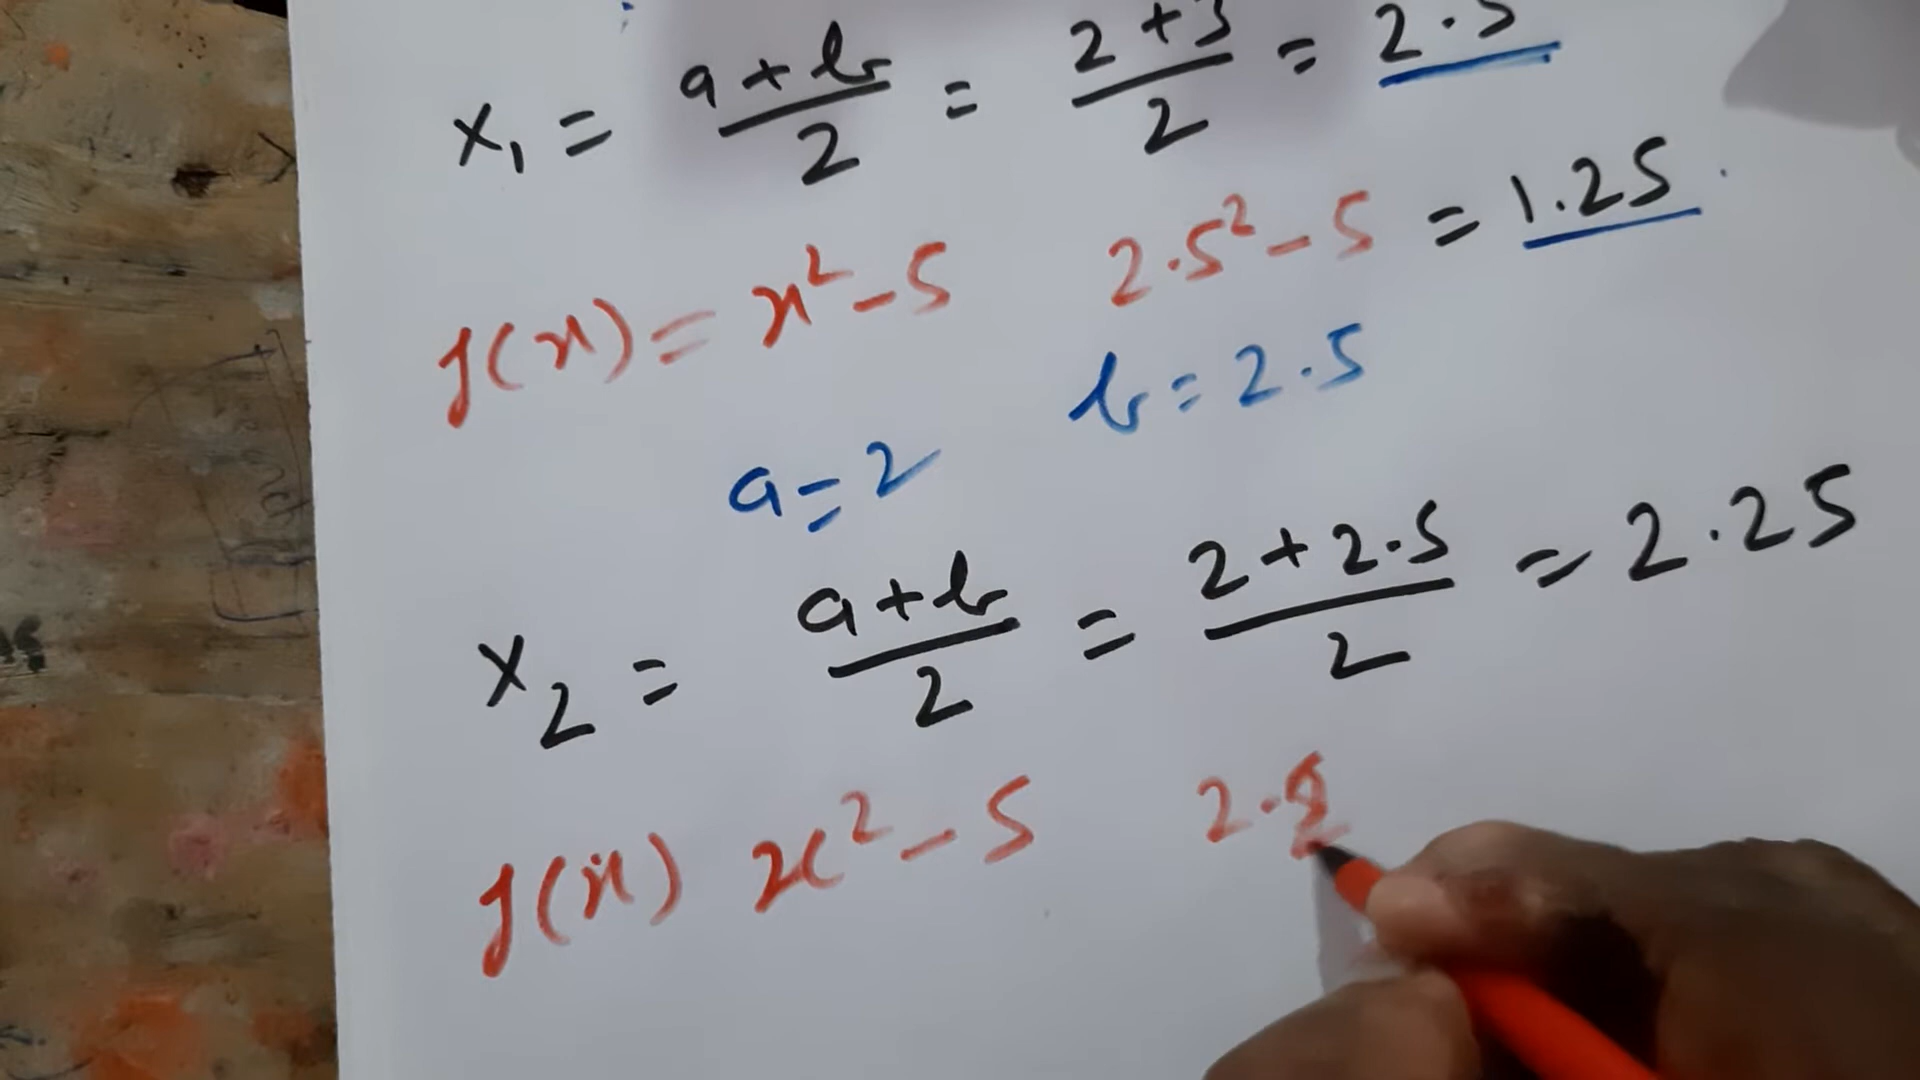 x₁ = (a+b)/2 = (2+3)/2 = 2.5
f(x) = x² - 5 2.5² - 5 = 1.25
a = 2 b = 2.5
x₂ = (a+b)/2 = (2+2.5)/2 = 2.25
f(x) x² - 5 2.2